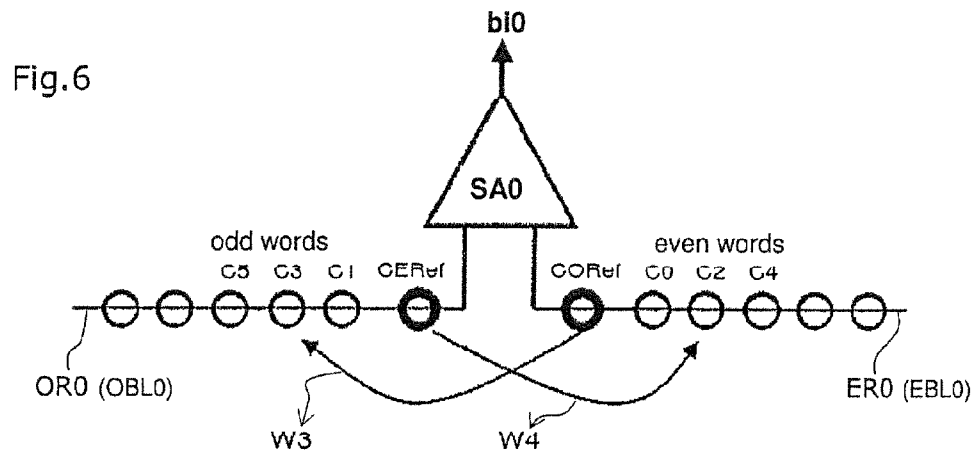 bi0
Fig.6
SA0
odd words
even words
C5 C3 C1 CERef CORef C0 C2 C4
OR0 (OBL0)
ER0 (EBL0)
W3
W4